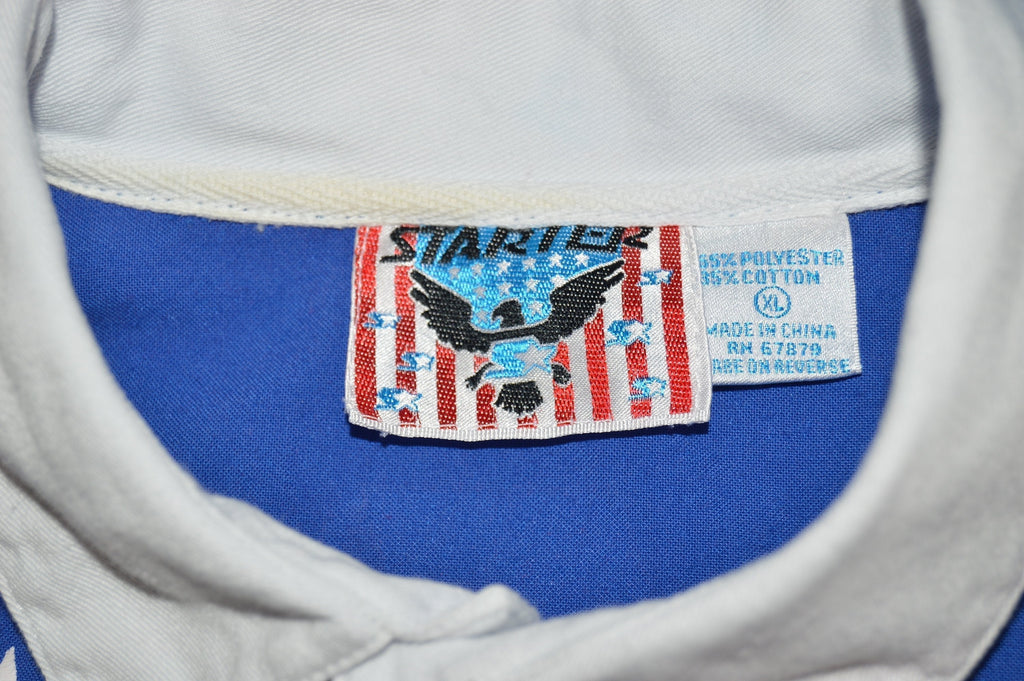 STARTER
65% POLYESTER
35% COTTON
XL
MADE IN CHINA
RN 67879
CARE ON REVERSE